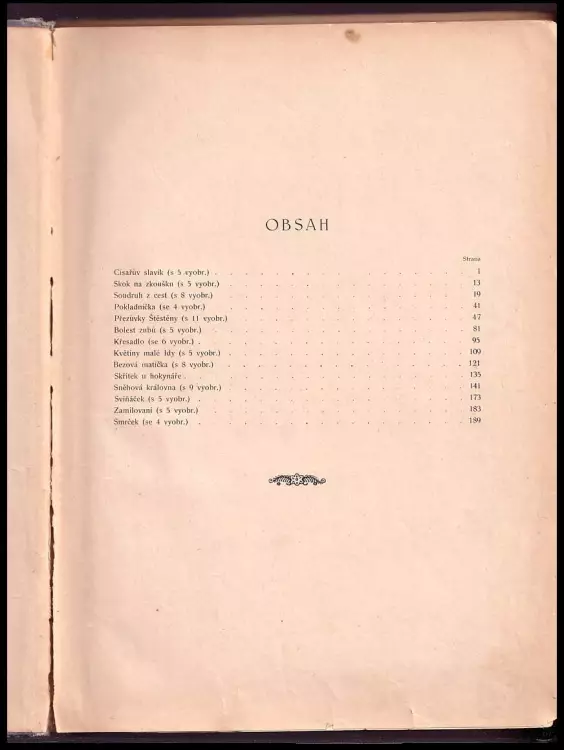 OBSAH
Strana
Císařův slavík (s 5 vyobr.) . . . . . . . . . . . . . 1
Skok na zkoušku (s 5 vyobr.) . . . . . . . . . . . . . 13
Soudruh z cest (s 8 vyobr.) . . . . . . . . . . . . . 19
Pokladnička (se 4 vyobr.) . . . . . . . . . . . . . 41
Přezůvky Štěstěny (s 11 vyobr.) . . . . . . . . . . . . . 47
Bolest zubů (s 5 vyobr.) . . . . . . . . . . . . . 81
Křesadlo (se 6 vyobr.) . . . . . . . . . . . . . 95
Květiny malé Idy (s 5 vyobr.) . . . . . . . . . . . . . 109
Bezová matička (s 8 vyobr.) . . . . . . . . . . . . . 121
Skřítek u hokynáře . . . . . . . . . . . . . 135
Sněhová královna (s 9 vyobr.) . . . . . . . . . . . . . 141
Sviňáček (s 5 vyobr.) . . . . . . . . . . . . . 173
Zamilovaní (s 5 vyobr.) . . . . . . . . . . . . . 183
Smrček (se 4 vyobr.) . . . . . . . . . . . . . 189